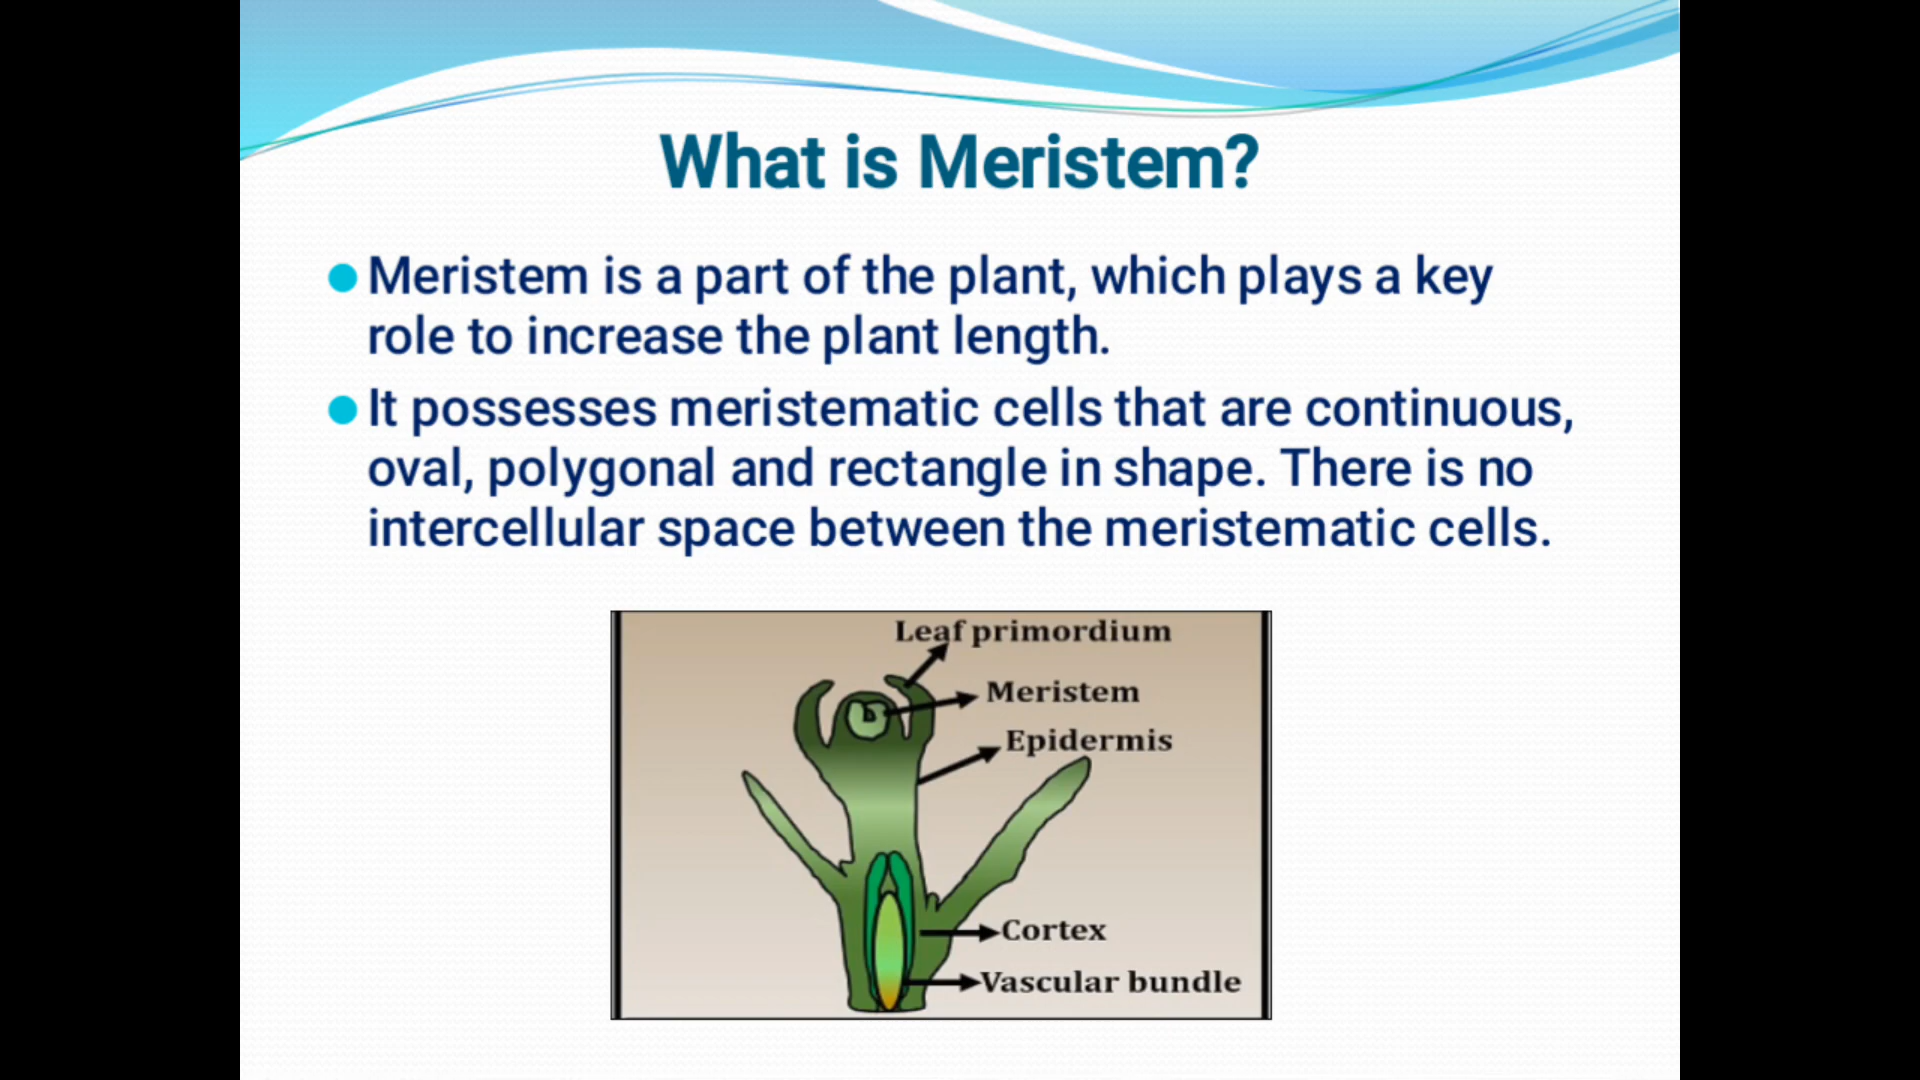 What is Meristem?
Meristem is a part of the plant, which plays a key
role to increase the plant length.
It possesses meristematic cells that are continuous,
oval, polygonal and rectangle in shape. There is no
intercellular space between the meristematic cells.
Leaf primordium
Meristem
Epidermis
Cortex
Vascular bundle